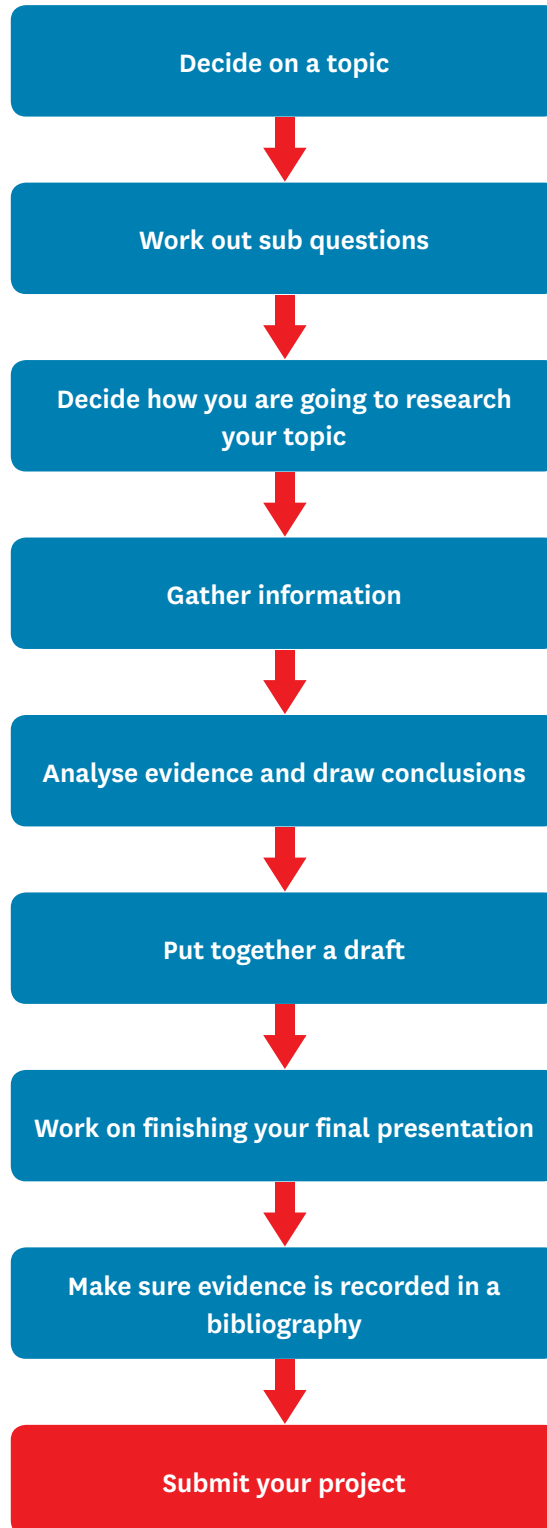 Decide on a topic
Work out sub questions
Decide how you are going to research
your topic
Gather information
Analyse evidence and draw conclusions
Put together a draft
Work on finishing your final presentation
Make sure evidence is recorded in a
bibliography
Submit your project